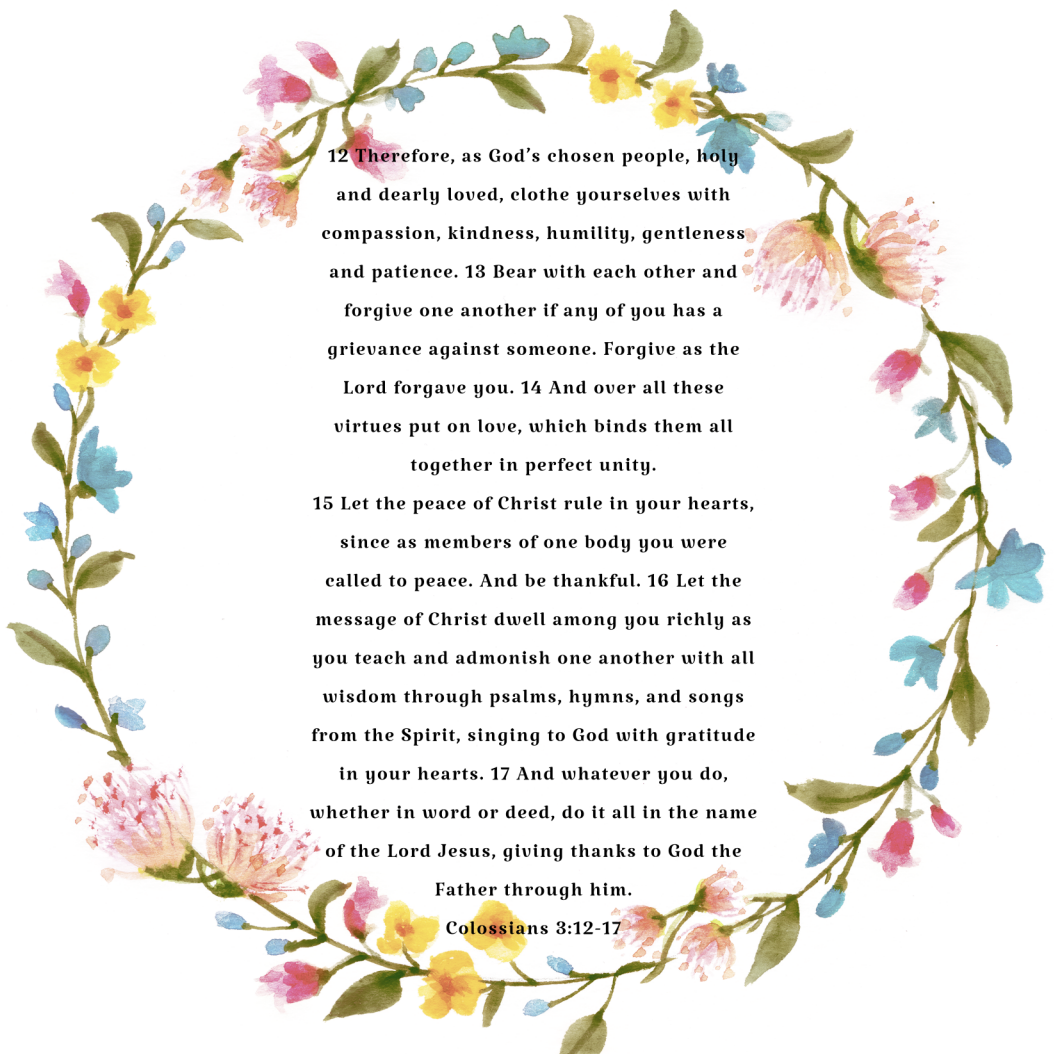 12 Therefore, as God's chosen people, holy
and dearly loved, clothe yourselves with
compassion, kindness, humility, gentleness
and patience. 13 Bear with each other and
forgive one another if any of you has a
grievance against someone. Forgive as the
Lord forgave you. 14 And over all these
virtues put on love, which binds them all
together in perfect unity.
15 Let the peace of Christ rule in your hearts,
since as members of one body you were
called to peace. And be thankful. 16 Let the
message of Christ dwell among you richly as
you teach and admonish one another with all
wisdom through psalms, hymns, and songs
from the Spirit, singing to God with gratitude
in your hearts. 17 And whatever you do,
whether in word or deed, do it all in the name
of the Lord Jesus, giving thanks to God the
Father through him.
Colossians 3:12-17